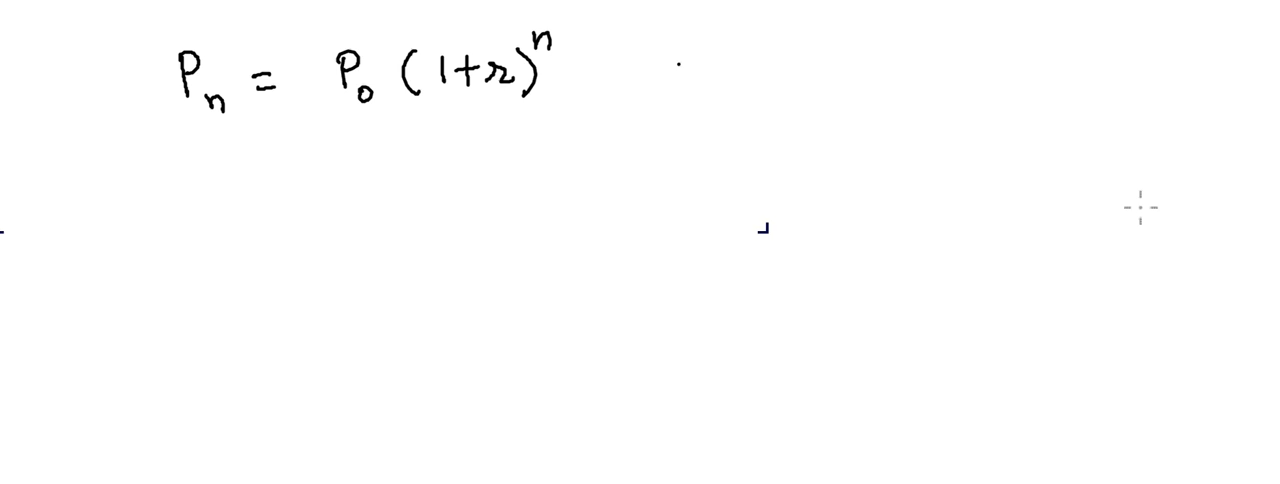 Pₙ = P₀ (1+r)ⁿ